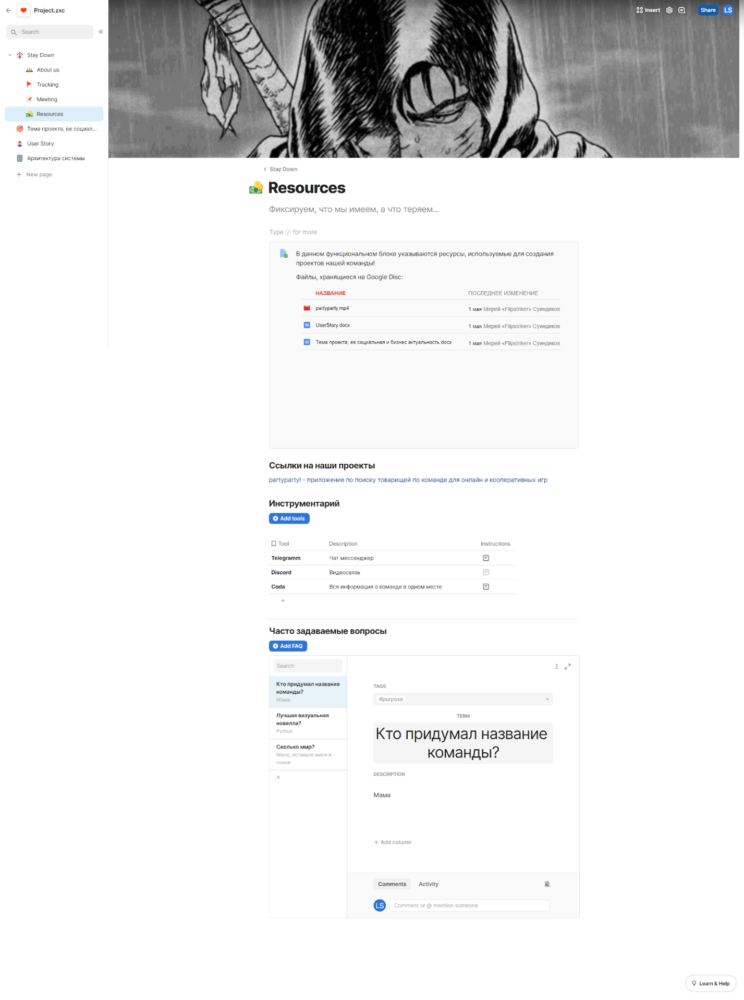 Project.zxc
Insert
Share
LS
Search
Stay Down
About us
Tracking
Meeting
Resources
Тема проекта, ее социал...
User Story
Архитектура системы
New page
Stay Down
Resources
Фиксируем, что мы имеем, а что теряем...
Type / for more
В данном функциональном блоке указываются ресурсы, используемые для создания
проектов нашей команды!
Файлы, хранящиеся на Google Disc:
НАЗВАНИЕ ПОСЛЕДНЕЕ ИЗМЕНЕНИЕ
partyparty.mp4 1 мая Мерей «Flipstriker» Суиндиков
W UserStory.docx 1 мая Мерей «Flipstriker» Суиндиков
W Тема проекта, ее социальная и бизнес актуальность.docx 1 мая Мерей «Flipstriker» Суиндиков
Ссылки на наши проекты
partyparty! - приложение по поиску товарищей по команде для онлайн и кооперативных игр
Инструментарий
Add tools
Tool Description Instructions
Telegramm Чат мессенджер
Discord Видеосвязь
Coda Вся информация о команде в одном месте
Часто задаваемые вопросы
Add FAQ
Search
Кто придумал название
команды?
Мама
Лучшая визуальная
новелла?
Python
Сколько ммр?
Мало, оставьте меня в
покое
TAGS
#purpose
TERM
Кто придумал название
команды?
DESCRIPTION
Мама
Add column
Comments Activity
LS Comment or @ mention someone
Learn & Help